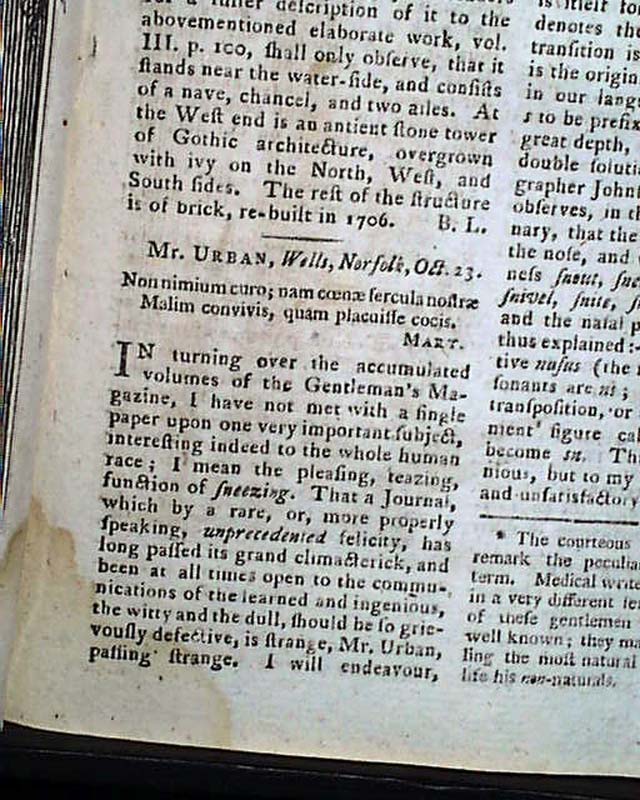 for a fuller deſcription of it to the
abovementioned elaborate work, vol.
III. p. 1co, ſhall only obſerve, that it
ſtands near the water-ſide, and conſiſts
of a nave, chancel, and two ailes. At
the Weſt end is an antient ſtone tower
of Gothic architecture, overgrown
with ivy on the North, Weſt, and
South ſides. The reſt of the ſtructure
is of brick, re-built in 1706. B. L.
Mr. URBAN, Wells, Norfolk, Oct. 23.
Non nimium curo; nam cœnæ fercula noſtræ
Malim convivis, quam placuiſſe cocis.
MART.
IN turning over the accumulated
volumes of the Gentleman's Ma-
gazine, I have not met with a ſingle
paper upon one very important ſubject,
intereſting indeed to the whole human
race; I mean the pleaſing, teazing,
function of ſneezing. That a Journal,
which by a rare, or, more properly
ſpeaking, unprecedented felicity, has
long paſſed its grand climacterick, and
been at all times open to the commu-
nications of the learned and ingenious,
the witty and the dull, ſhould be ſo grie-
vouſly defective, is ſtrange, Mr. Urban,
paſſing ſtrange. I will endeavour,
is itſelf
denotes the
tranſition is
is the origin
in our
s to be prefix
great depth,
double
grapher John
obſerves, in
nary, that the
the noſe, and
neſs ſnout,
ſnivel, ſnite,
and the naſal
thus explained:-
tive naſus (the
ſonants are ns;
tranſpoſition, or
ment figure
become sn.
nious, but to my
and unſatisfactory
* The courteous
remark the
term. Medical
in a very different
of theſe gentlemen
well known; they
ling the moſt natural
life his non-naturals.